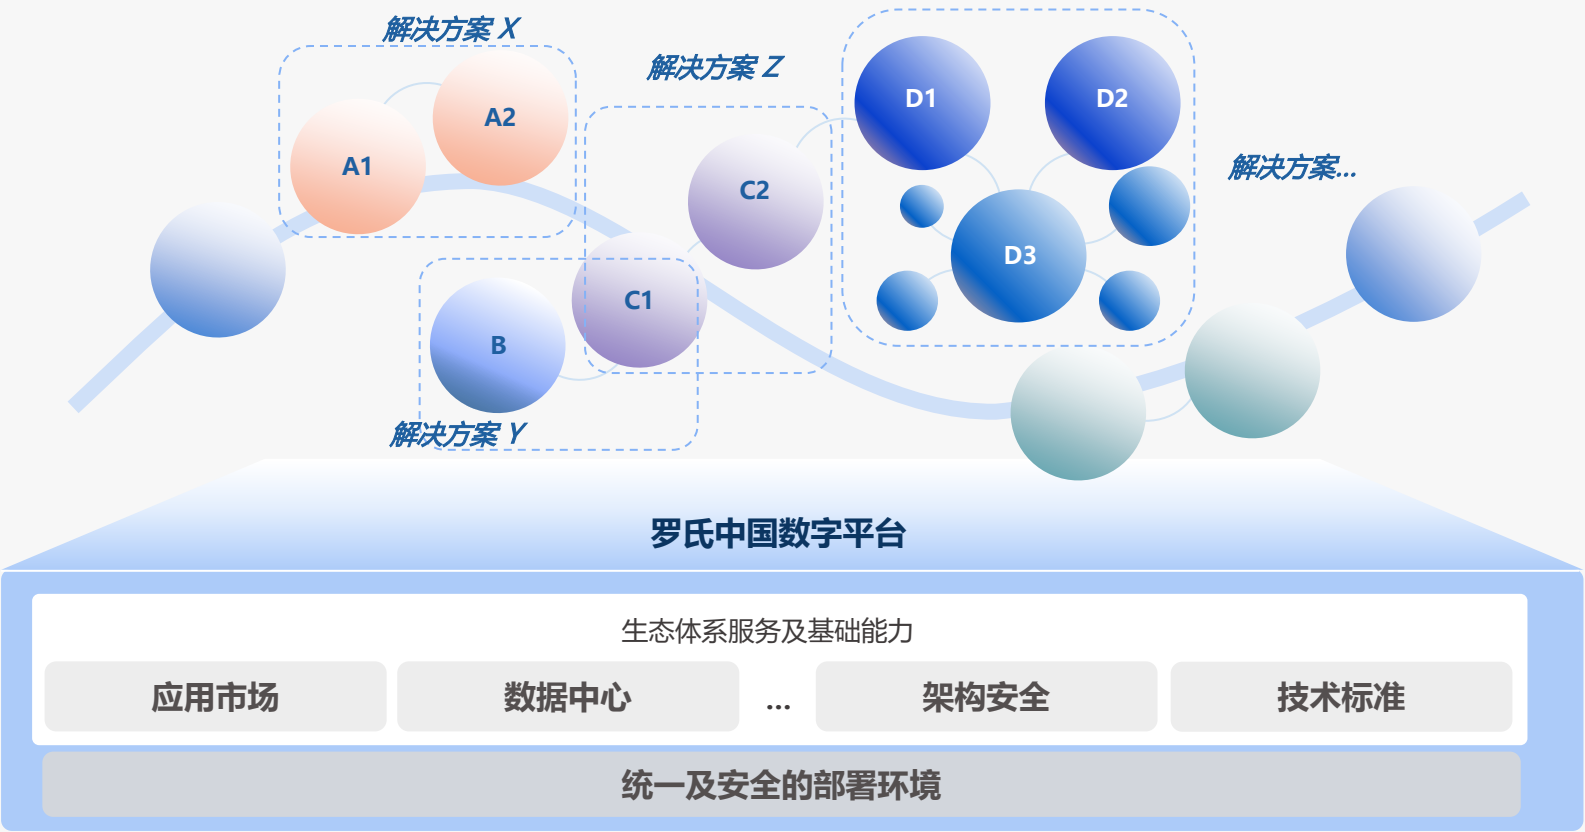 解决方案 X
解决方案 Z
D1
D2
A2
A1
解决方案...
C2
D3
C1
B
解决方案 Y
罗氏中国数字平台
生态体系服务及基础能力
应用市场
数据中心
...
架构安全
技术标准
统一及安全的部署环境